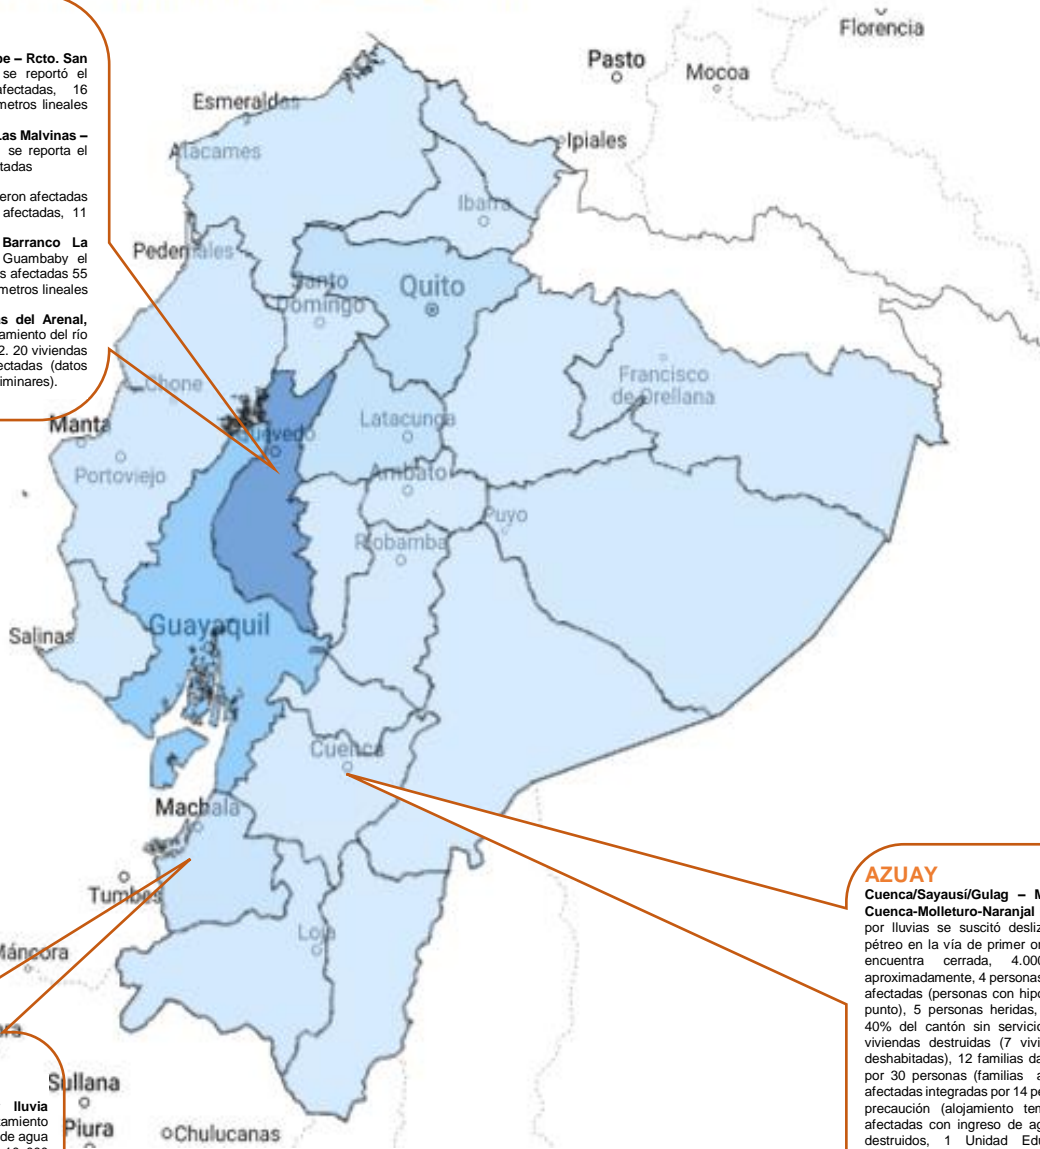 pe – Rcto. San
se reportó el
afectadas, 16
metros lineales
Las Malvinas –
se reporta el
tadas
eron afectadas
afectadas, 11
Barranco La
Guambaby el
s afectadas 55
metros lineales
as del Arenal,
amiento del río
2. 20 viviendas
ectadas (datos
iminares).
Florencia
Pasto
Mocoa
Esmeraldas
Ipiales
Atacames
Ibarra
Pedernales
Santo
Domingo
Quito
Francisco
de Orellana
Chone
Manta
Quevedo
Latacunga
Portoviejo
Ambato
Puyo
Riobamba
Salinas
Guayaquil
Cuenca
Machala
Tumbes
Loja
Máncora
ara
Sullana
Piura
Chulucanas
lluvia
amiento
de agua
AZUAY
Cuenca/Sayausí/Gulag – M
Cuenca-Molleturo-Naranjal
por lluvias se suscitó desliz
pétreo en la vía de primer or
encuentra cerrada, 4.000
aproximadamente, 4 personas
afectadas (personas con hipo
punto), 5 personas heridas,
40% del cantón sin servicio
viviendas destruidas (7 vivi
deshabitadas), 12 familias da
por 30 personas (familias a
afectadas integradas por 14 pe
precaución (alojamiento tem
afectadas con ingreso de ag
destruidos, 1 Unidad Edu